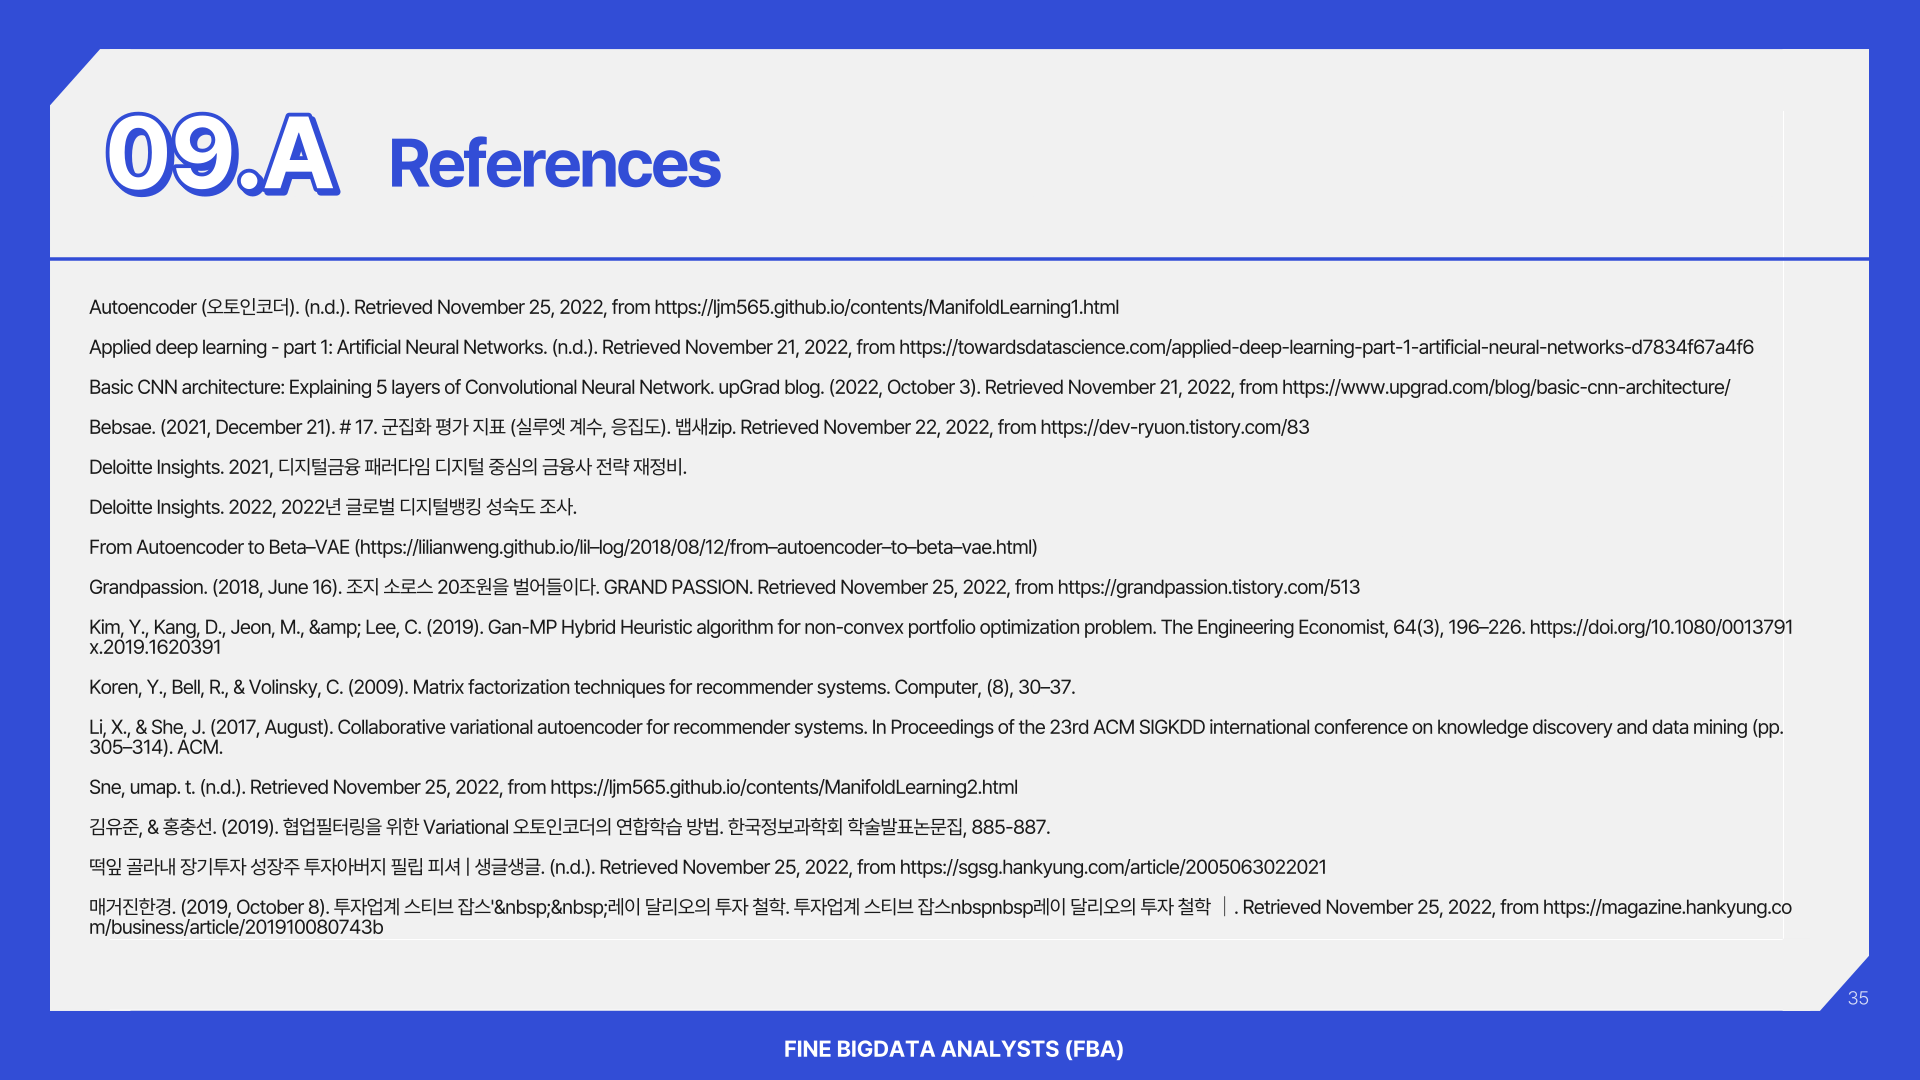 09.A References
Autoencoder (오토인코더). (n.d.). Retrieved November 25, 2022, from https://ljm565.github.io/contents/ManifoldLearning1.html
Applied deep learning - part 1: Artificial Neural Networks. (n.d.). Retrieved November 21, 2022, from https://towardsdatascience.com/applied-deep-learning-part-1-artificial-neural-networks-d7834f67a4f6
Basic CNN architecture: Explaining 5 layers of Convolutional Neural Network. upGrad blog. (2022, October 3). Retrieved November 21, 2022, from https://www.upgrad.com/blog/basic-cnn-architecture/
Bebsae. (2021, December 21). # 17. 군집화 평가 지표 (실루엣 계수, 응집도). 뱁새zip. Retrieved November 22, 2022, from https://dev-ryuon.tistory.com/83
Deloitte Insights. 2021, 디지털금융 패러다임 디지털 중심의 금융사 전략 재정비.
Deloitte Insights. 2022, 2022년 글로벌 디지털뱅킹 성숙도 조사.
From Autoencoder to Beta–VAE (https://lilianweng.github.io/lil–log/2018/08/12/from–autoencoder–to–beta–vae.html)
Grandpassion. (2018, June 16). 조지 소로스 20조원을 벌어들이다. GRAND PASSION. Retrieved November 25, 2022, from https://grandpassion.tistory.com/513
Kim, Y., Kang, D., Jeon, M., &amp; Lee, C. (2019). Gan-MP Hybrid Heuristic algorithm for non-convex portfolio optimization problem. The Engineering Economist, 64(3), 196–226. https://doi.org/10.1080/0013791
x.2019.1620391
Koren, Y., Bell, R., & Volinsky, C. (2009). Matrix factorization techniques for recommender systems. Computer, (8), 30–37.
Li, X., & She, J. (2017, August). Collaborative variational autoencoder for recommender systems. In Proceedings of the 23rd ACM SIGKDD international conference on knowledge discovery and data mining (pp.
305–314). ACM.
Sne, umap. t. (n.d.). Retrieved November 25, 2022, from https://ljm565.github.io/contents/ManifoldLearning2.html
김유준, & 홍충선. (2019). 협업필터링을 위한 Variational 오토인코더의 연합학습 방법. 한국정보과학회 학술발표논문집, 885-887.
떡잎 골라내 장기투자 성장주 투자아버지 필립 피셔 | 생글생글. (n.d.). Retrieved November 25, 2022, from https://sgsg.hankyung.com/article/2005063022021
매거진한경. (2019, October 8). 투자업계 스티브 잡스'&nbsp;&nbsp;레이 달리오의 투자 철학. 투자업계 스티브 잡스nbspnbsp레이 달리오의 투자 철학 ｜. Retrieved November 25, 2022, from https://magazine.hankyung.co
m/business/article/201910080743b
35
FINE BIGDATA ANALYSTS (FBA)